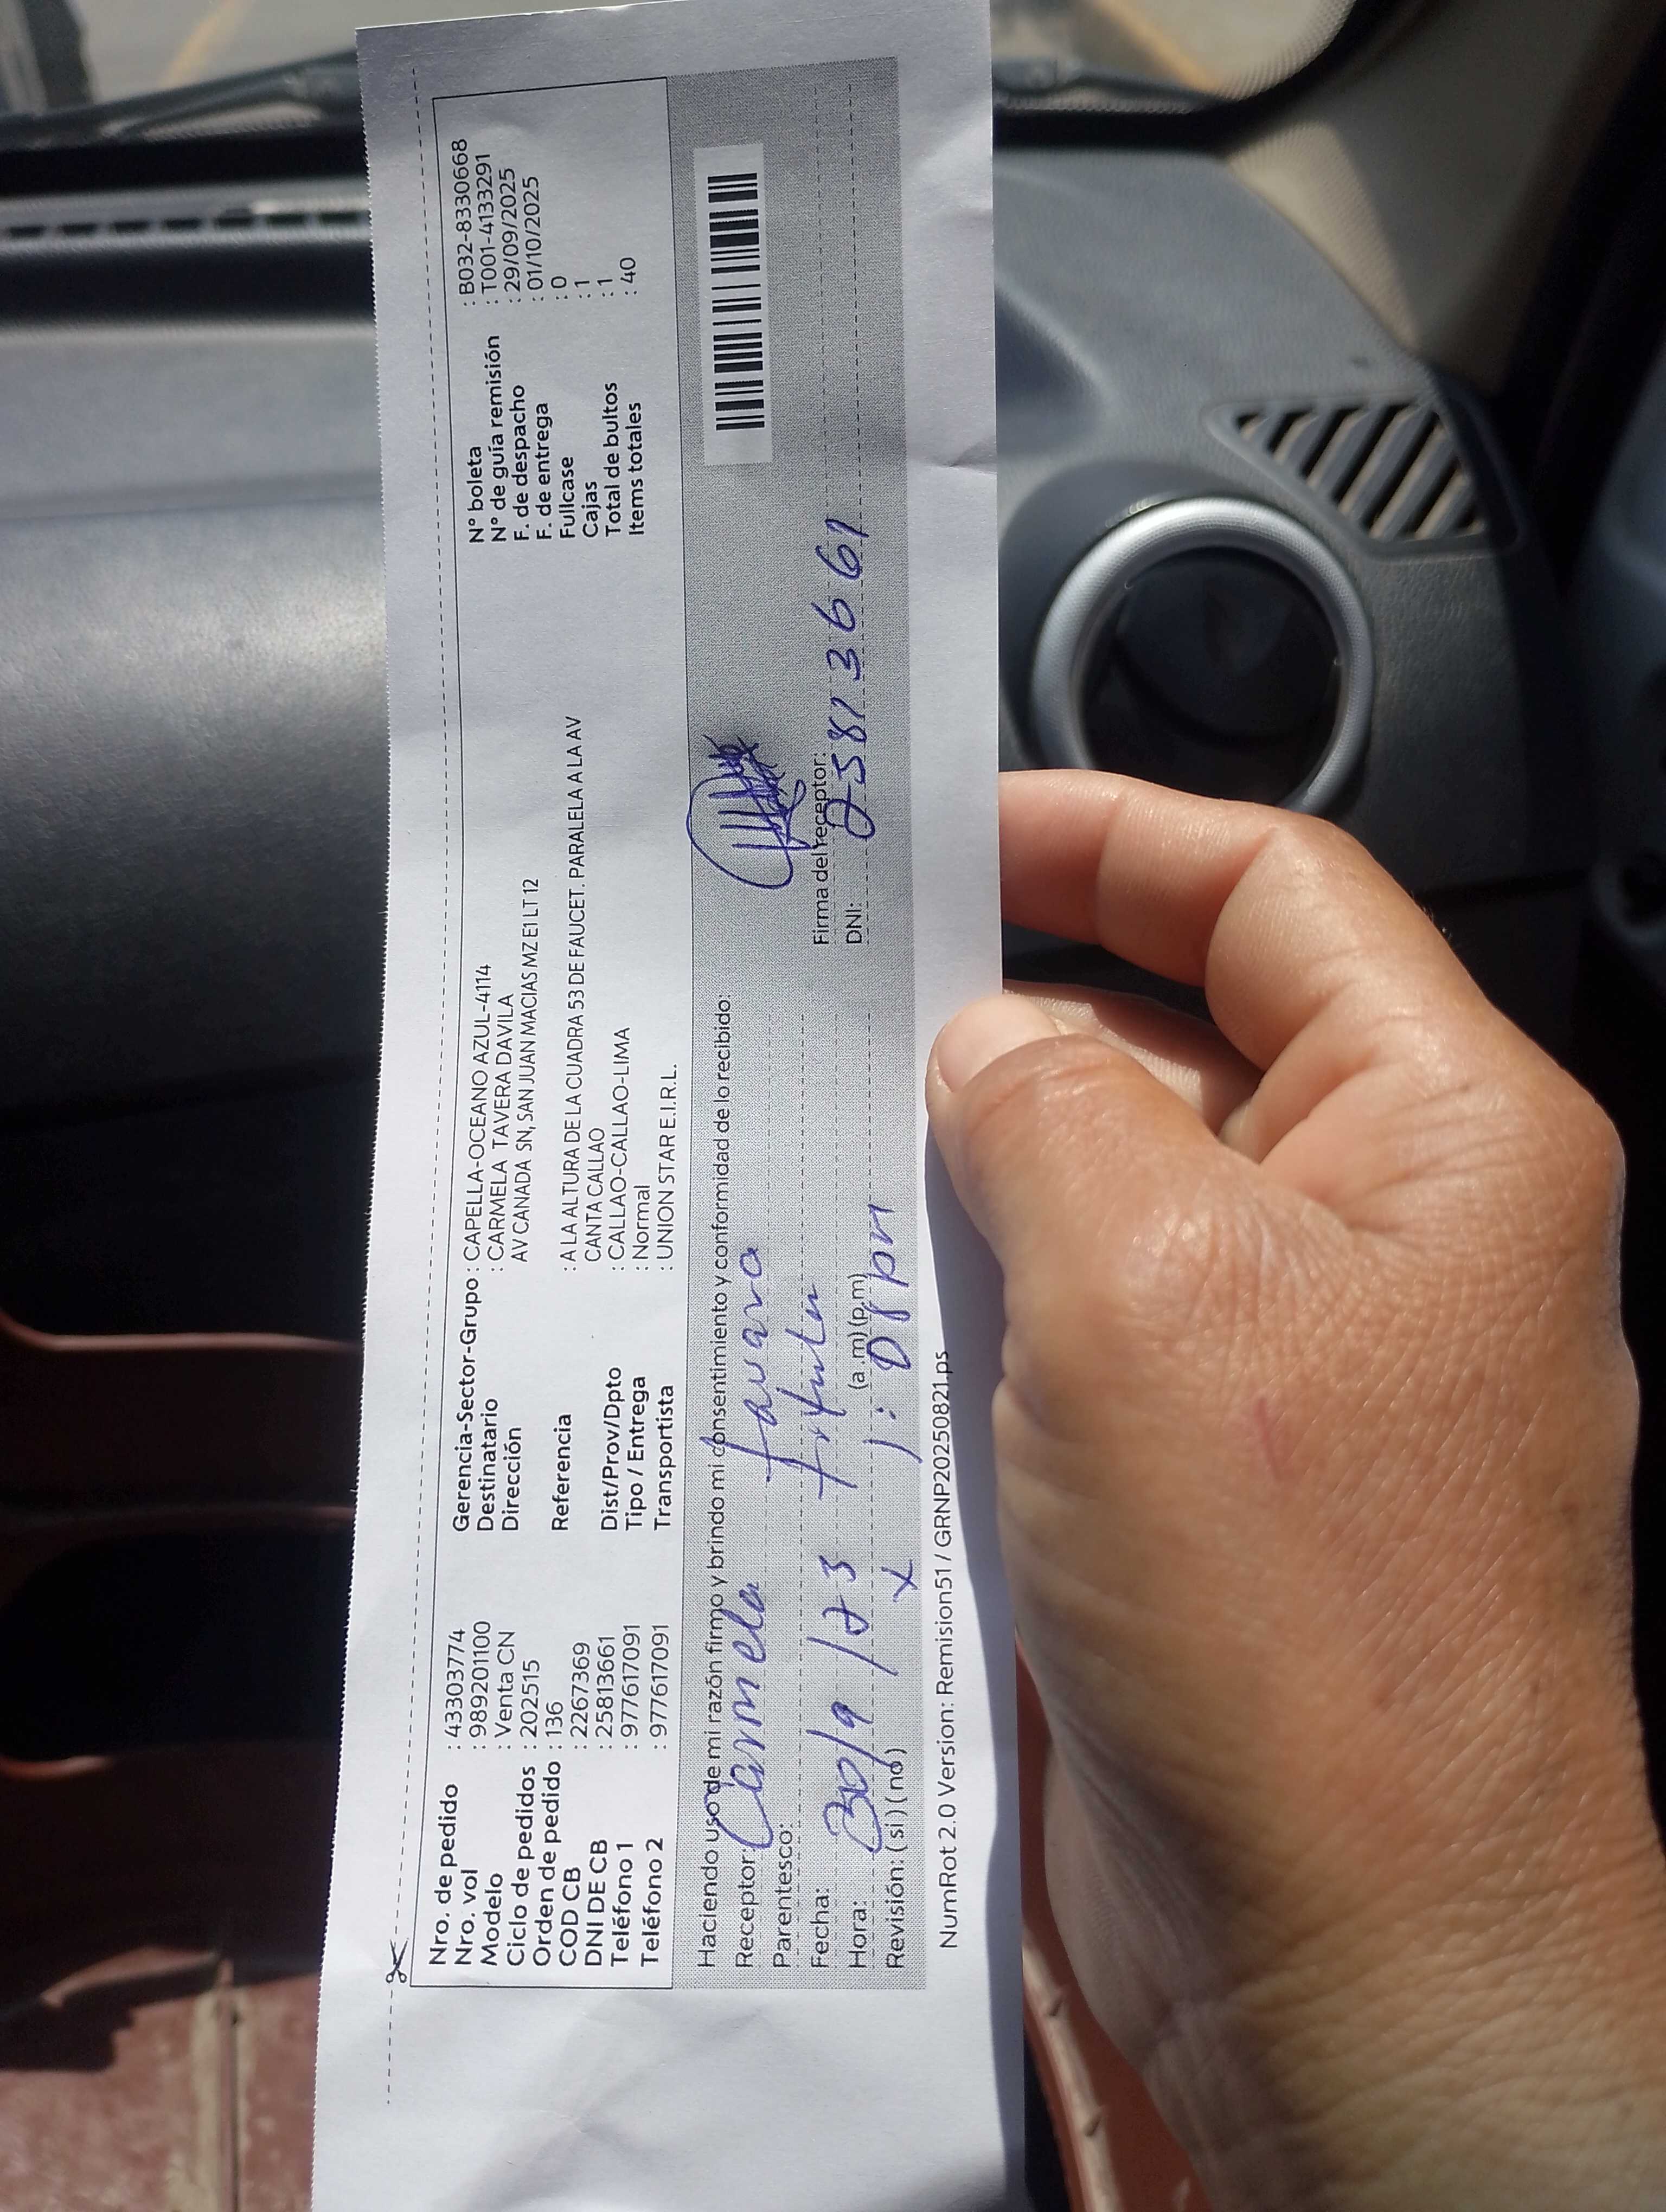 Nro. de pedido : 43303774
Nro. vol : 989201100
Modelo : Venta CN
Ciclo de pedidos : 202515
Orden de pedido : 136
COD CB : 2267369
DNI DE CB : 25813661
Teléfono 1 : 977617091
Teléfono 2 : 977617091
Gerencia-Sector-Grupo : CAPELLA-OCEANO AZUL-4114
Destinatario : CARMELA TAVERA DAVILA
Dirección AV CANADA SN, SAN JUAN MACIAS MZ E1 LT 12
Referencia : A LA ALTURA DE LA CUADRA 53 DE FAUCET. PARALELA A LA AV
CANTA CALLAO
Dist/Prov/Dpto : CALLAO-CALLAO-LIMA
Tipo / Entrega : Normal
Transportista : UNION STAR E.I.R.L.
N° boleta : B032-8330668
N° de guía remisión : T001-4133291
F. de despacho : 29/09/2025
F. de entrega : 01/10/2025
Fullcase : 0
Cajas : 1
Total de bultos : 1
Items totales : 40
Haciendo uso de mi razón firmo y brindo mi consentimiento y conformidad de lo recibido:
Receptor: Carmela
Parentesco:
Fecha: 30/9
Hora: (a.m) (p.m)
Revisión: ( si ) ( no ) x 1:08 pm
Firma del receptor:
DNI: 25813661
NumRot 2.0 Version: Remision51 / GRNP20250821.ps